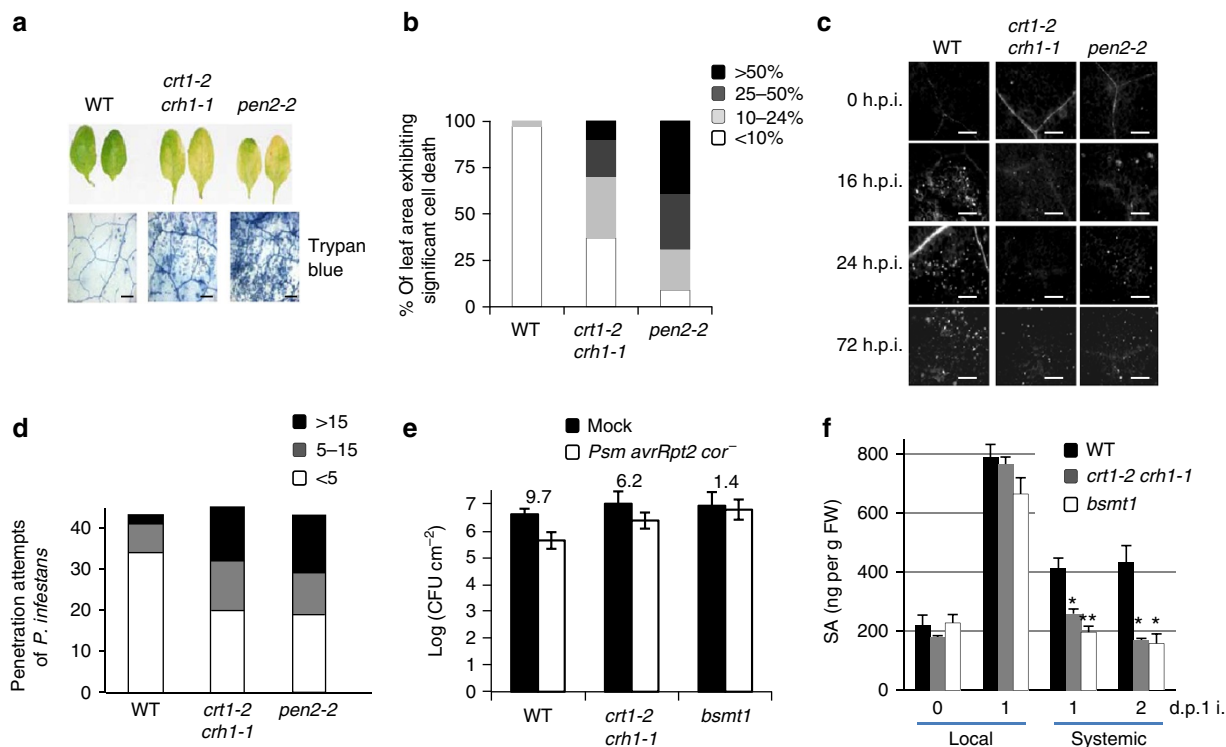 a
WT
crt1-2
crh1-1
pen2-2
Trypan
blue
b
>50%
25–50%
10–24%
<10%
% Of leaf area exhibiting
significant cell death
100
75
50
25
0
WT
crt1-2
crh1-1
pen2-2
c
WT
crt1-2
crh1-1
pen2-2
0 h.p.i.
16 h.p.i.
24 h.p.i.
72 h.p.i.
d
>15
5–15
<5
Penetration attempts
of P. infestans
40
30
20
10
0
WT
crt1-2
crh1-1
pen2-2
e
Mock
Psm avrRpt2 cor⁻
9.7
6.2
1.4
Log (CFU cm⁻²)
7
6
5
4
3
2
1
0
WT
crt1-2
crh1-1
bsmt1
f
WT
crt1-2 crh1-1
bsmt1
SA (ng per g FW)
800
600
400
200
0
*
**
*
*
0
1
1
2
d.p.1 i.
Local
Systemic